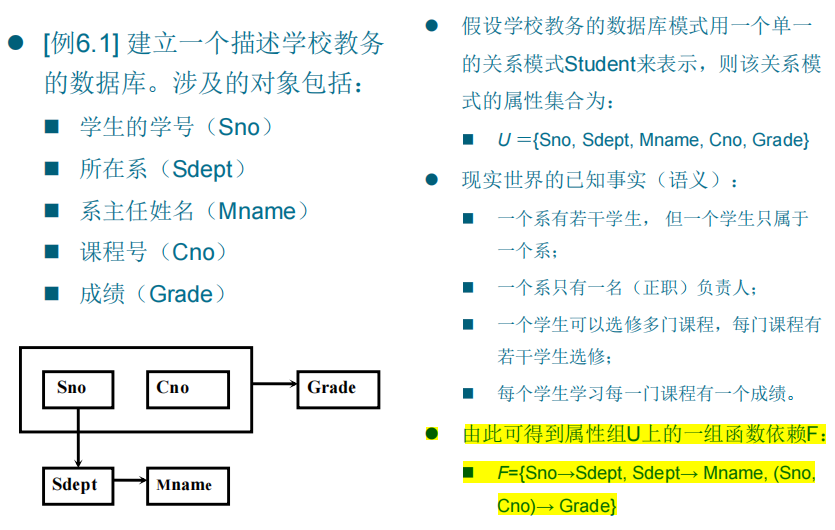 [例6.1] 建立一个描述学校教务
的数据库。涉及的对象包括：
学生的学号（Sno）
所在系（Sdept）
系主任姓名（Mname）
课程号（Cno）
成绩（Grade）
Sno
Cno
Grade
Sdept
Mname
假设学校教务的数据库模式用一个单一
的关系模式Student来表示，则该关系模
式的属性集合为：
U ＝{Sno, Sdept, Mname, Cno, Grade}
现实世界的已知事实（语义）：
一个系有若干学生， 但一个学生只属于
一个系；
一个系只有一名（正职）负责人；
一个学生可以选修多门课程，每门课程有
若干学生选修；
每个学生学习每一门课程有一个成绩。
由此可得到属性组U上的一组函数依赖F：
F={Sno→Sdept, Sdept→ Mname, (Sno,
Cno)→ Grade}